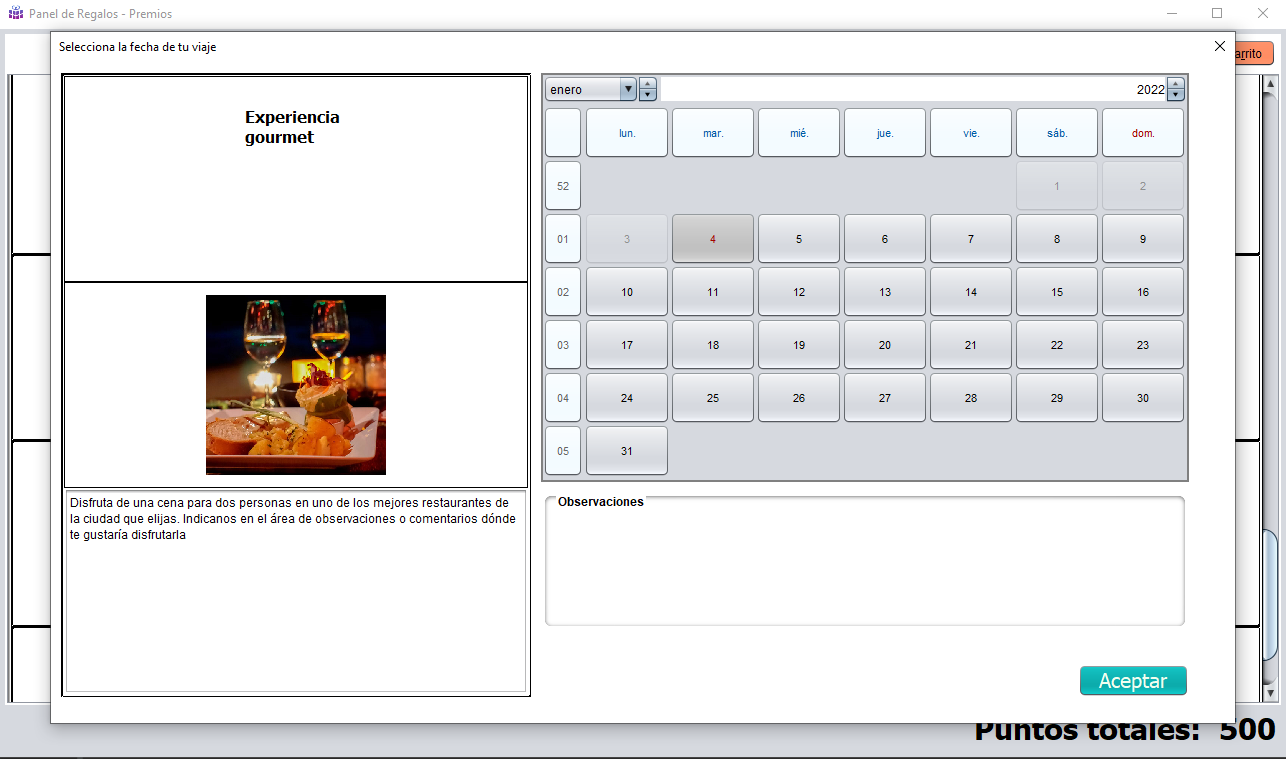 Panel de Regalos - Premios
Selecciona la fecha de tu viaje
arrito
Experiencia
gourmet
Disfruta de una cena para dos personas en uno de los mejores restaurantes de
la ciudad que elijas. Indicanos en el área de observaciones o comentarios dónde
te gustaría disfrutarla
enero 2022
lun. mar. mié. jue. vie. sáb. dom.
52 1 2
01 3 4 5 6 7 8 9
02 10 11 12 13 14 15 16
03 17 18 19 20 21 22 23
04 24 25 26 27 28 29 30
05 31
Observaciones
Aceptar
Puntos totales: 500